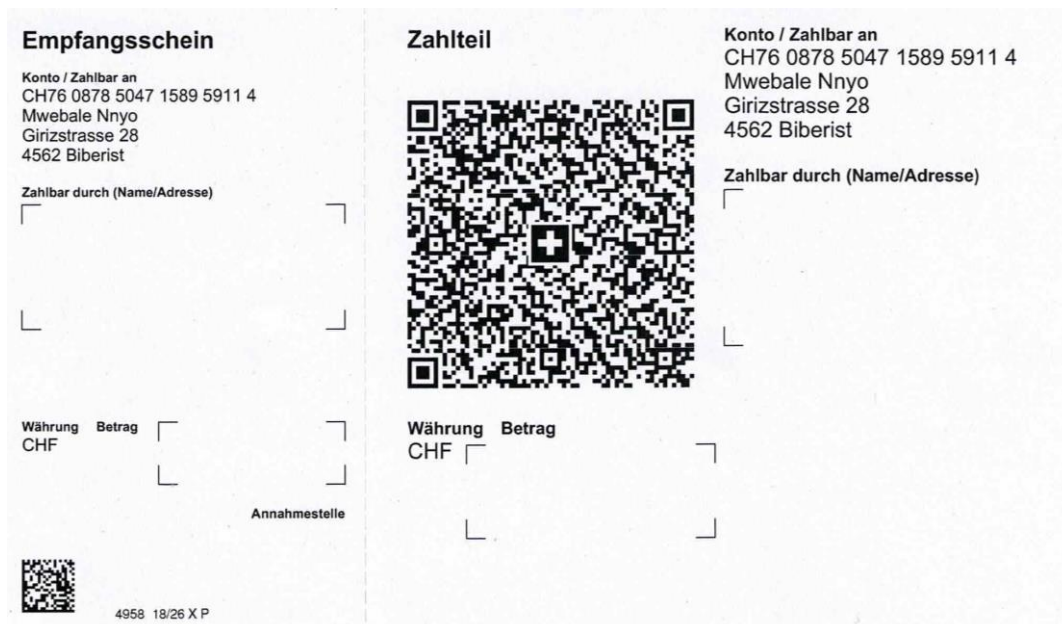 Empfangsschein
Konto / Zahlbar an
CH76 0878 5047 1589 5911 4
Mwebale Nnyo
Girizstrasse 28
4562 Biberist
Zahlbar durch (Name/Adresse)
Währung Betrag
CHF
Annahmestelle
4958 18/26 X P
Zahlteil
Währung Betrag
CHF
Konto / Zahlbar an
CH76 0878 5047 1589 5911 4
Mwebale Nnyo
Girizstrasse 28
4562 Biberist
Zahlbar durch (Name/Adresse)